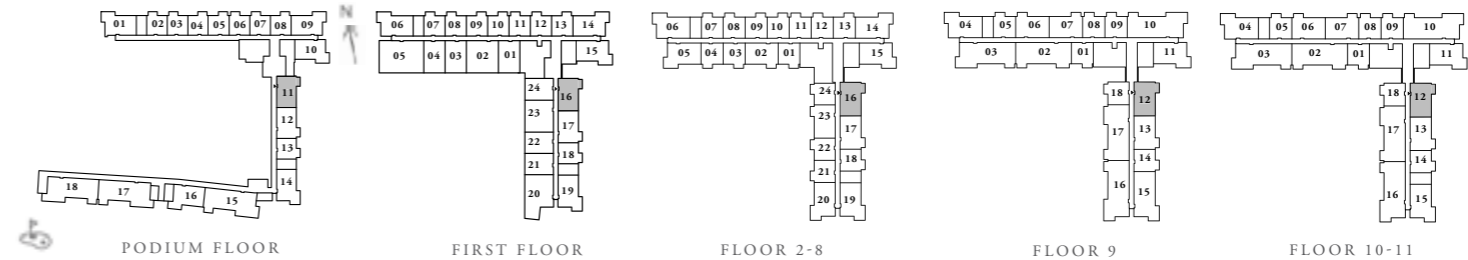 01 02 03 04 05 06 07 08 09
10
11
12
13
14
18 17 16 15
PODIUM FLOOR
N
06 07 08 09 10 11 12 13 14
05 04 03 02 01 15
24 16
23 17
22 18
21
20 19
FIRST FLOOR
06 07 08 09 10 11 12 13 14
05 04 03 02 01 15
24 16
23 17
22 18
21
20 19
FLOOR 2-8
04 05 06 07 08 09 10
03 02 01 11
18 12
17 13
14
16 15
FLOOR 9
04 05 06 07 08 09 10
03 02 01 11
18 12
17 13
14
16 15
FLOOR 10-11